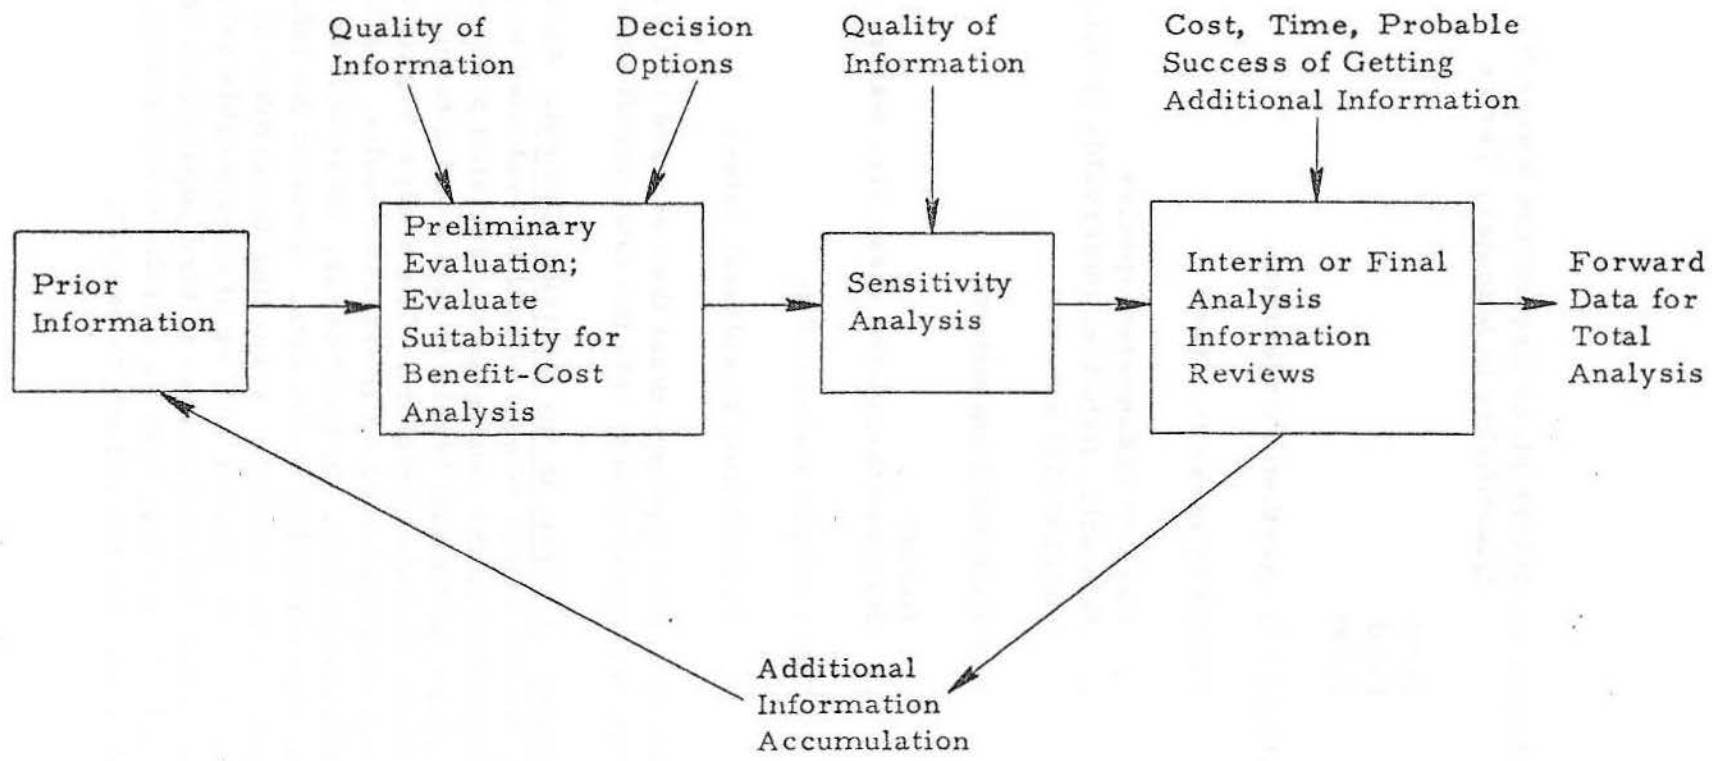 Quality of
Information
Decision
Options
Quality of
Information
Cost, Time, Probable
Success of Getting
Additional Information
Prior
Information
Preliminary
Evaluation;
Evaluate
Suitability for
Benefit-Cost
Analysis
Sensitivity
Analysis
Interim or Final
Analysis
Information
Reviews
Forward
Data for
Total
Analysis
Additional
Information
Accumulation